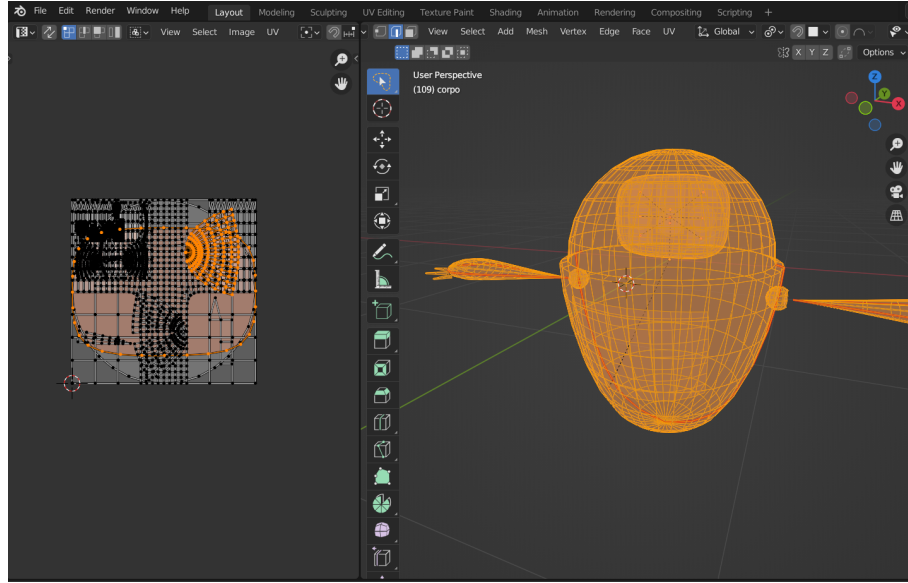 File Edit Render Window Help Layout Modeling Sculpting UV Editing Texture Paint Shading Animation Rendering Compositing Scripting +
View Select Image UV View Select Add Mesh Vertex Edge Face UV Global
X Y Z Options
User Perspective
(109) corpo
Z
Y
X